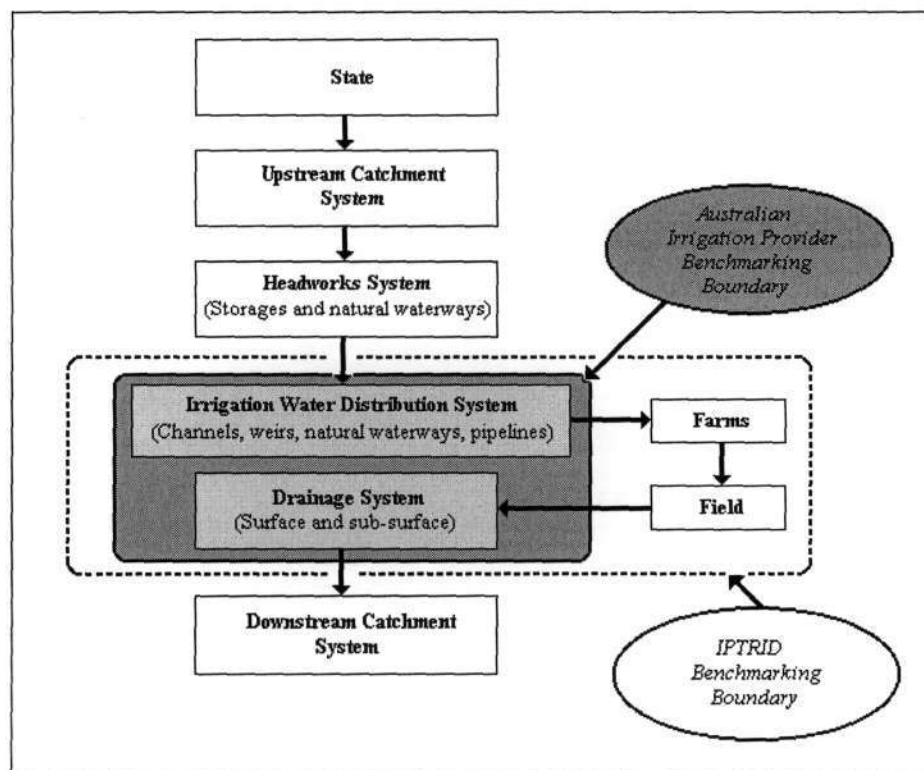 State
Upstream Catchment
System
Headworks System
(Storages and natural waterways)
Australian
Irrigation Provider
Benchmarking
Boundary
Irrigation Water Distribution System
(Channels, weirs, natural waterways, pipelines)
Farms
Drainage System
(Surface and sub-surface)
Field
Downstream Catchment
System
IPTRID
Benchmarking
Boundary